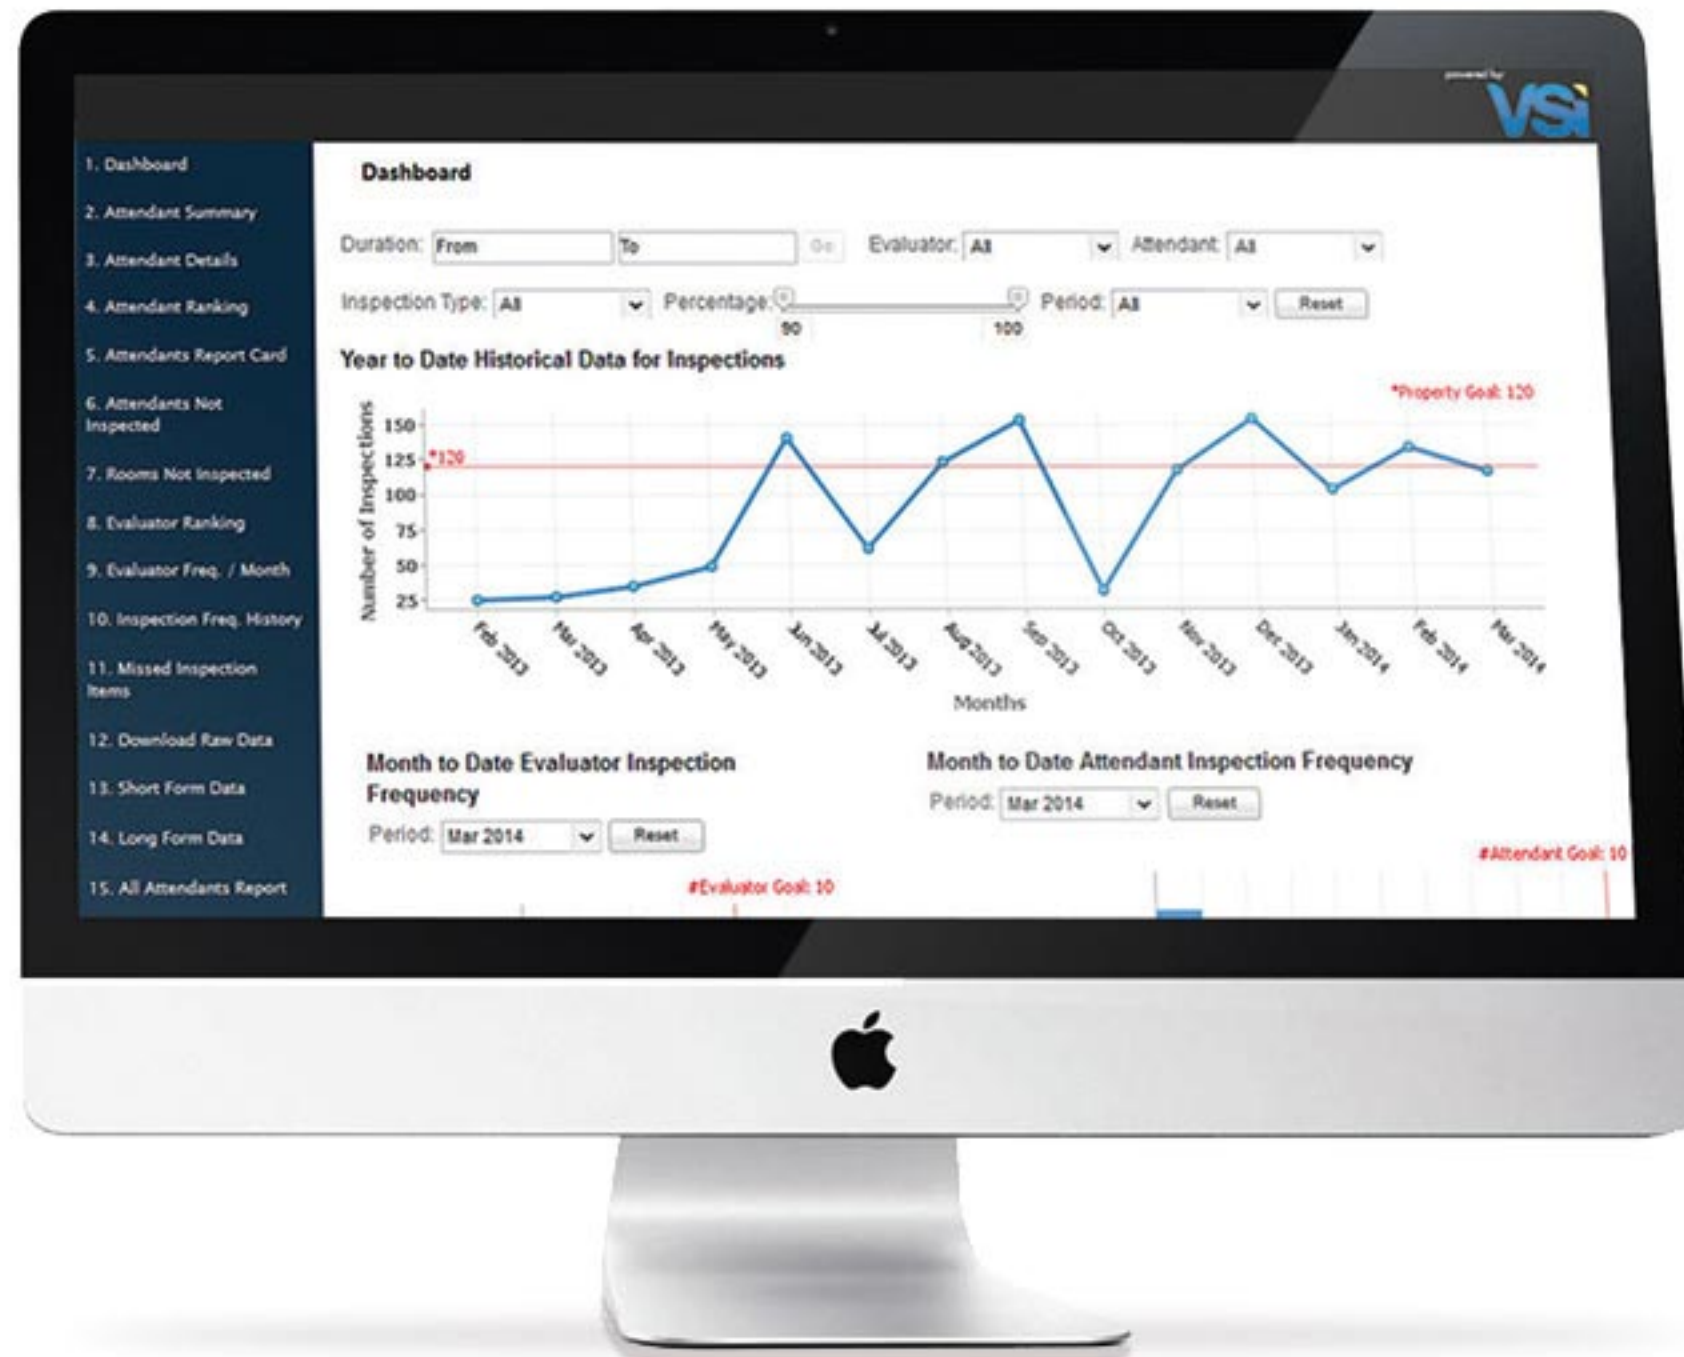 powered by
VSi
1. Dashboard
2. Attendant Summary
3. Attendant Details
4. Attendant Ranking
5. Attendants Report Card
6. Attendants Not
Inspected
7. Rooms Not Inspected
8. Evaluator Ranking
9. Evaluator Freq. / Month
10. Inspection Freq. History
11. Missed Inspection
Items
12. Download Raw Data
13. Short Form Data
14. Long Form Data
15. All Attendants Report
Dashboard
Duration: From To Go Evaluator: All Attendant: All
Inspection Type: All Percentage: Period: All Reset
90 100
Year to Date Historical Data for Inspections
*Property Goal: 120
Number of Inspections
150
125
*120
100
75
50
25
Feb 2013
Mar 2013
Apr 2013
May 2013
Jun 2013
Jul 2013
Aug 2013
Sep 2013
Oct 2013
Nov 2013
Dec 2013
Jan 2014
Feb 2014
Mar 2014
Months
Month to Date Evaluator Inspection
Frequency
Period: Mar 2014 Reset
#Evaluator Goal: 10
Month to Date Attendant Inspection Frequency
Period: Mar 2014 Reset
#Attendant Goal: 10